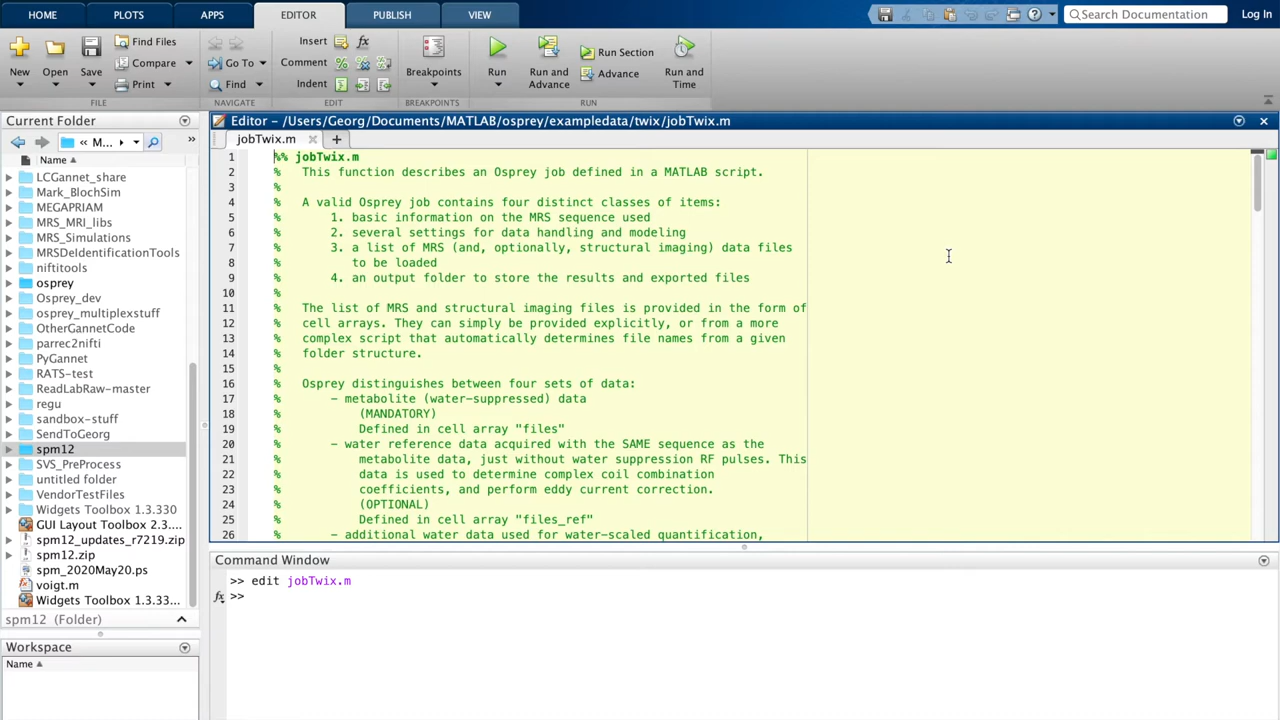 HOME PLOTS APPS EDITOR PUBLISH VIEW Search Documentation Log In
New Open Save Find Files Compare Print
Go To Find
Insert fx
Comment
Indent
Breakpoints
Run Run and Advance Run Section Advance Run and Time
FILE NAVIGATE EDIT BREAKPOINTS RUN
Current Folder
« M...
Name
LCGannet_share
Mark_BlochSim
MEGAPRIAM
MRS_MRI_libs
MRS_Simulations
MRSDeIdentificationTools
niftitools
osprey
Osprey_dev
osprey_multiplexstuff
OtherGannetCode
parrec2nifti
PyGannet
RATS-test
ReadLabRaw-master
regu
sandbox-stuff
SendToGeorg
spm12
SVS_PreProcess
untitled folder
VendorTestFiles
Widgets Toolbox 1.3.330
GUI Layout Toolbox 2.3....
spm12_updates_r7219.zip
spm12.zip
spm_2020May20.ps
voigt.m
Widgets Toolbox 1.3.33...
spm12 (Folder)
Workspace
Name
Editor - /Users/Georg/Documents/MATLAB/osprey/exampledata/twix/jobTwix.m
jobTwix.m
1 %% jobTwix.m
2 % This function describes an Osprey job defined in a MATLAB script.
3 %
4 % A valid Osprey job contains four distinct classes of items:
5 % 1. basic information on the MRS sequence used
6 % 2. several settings for data handling and modeling
7 % 3. a list of MRS (and, optionally, structural imaging) data files
8 % to be loaded
9 % 4. an output folder to store the results and exported files
10 %
11 % The list of MRS and structural imaging files is provided in the form of
12 % cell arrays. They can simply be provided explicitly, or from a more
13 % complex script that automatically determines file names from a given
14 % folder structure.
15 %
16 % Osprey distinguishes between four sets of data:
17 % - metabolite (water-suppressed) data
18 % (MANDATORY)
19 % Defined in cell array "files"
20 % - water reference data acquired with the SAME sequence as the
21 % metabolite data, just without water suppression RF pulses. This
22 % data is used to determine complex coil combination
23 % coefficients, and perform eddy current correction.
24 % (OPTIONAL)
25 % Defined in cell array "files_ref"
26 % - additional water data used for water-scaled quantification,
Command Window
>> edit jobTwix.m
fx >>